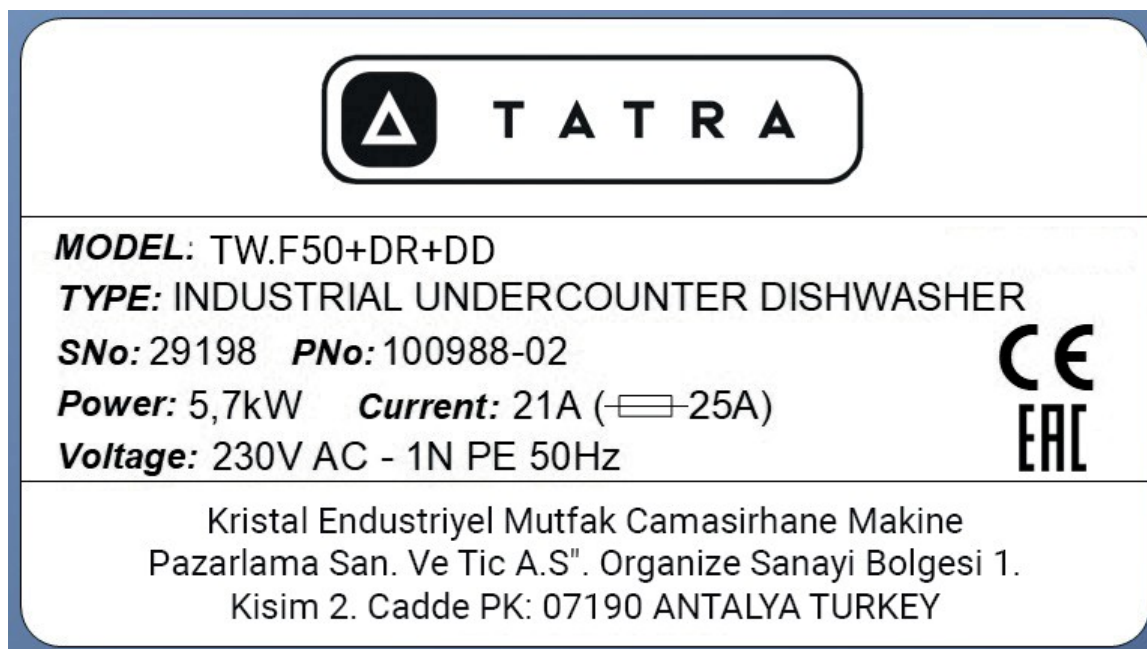 TATRA
MODEL: TW.F50+DR+DD
TYPE: INDUSTRIAL UNDERCOUNTER DISHWASHER
SNo: 29198 PNo: 100988-02
Power: 5,7kW Current: 21A (25A)
Voltage: 230V AC - 1N PE 50Hz
CE
EAC
Kristal Endustriyel Mutfak Camasirhane Makine
Pazarlama San. Ve Tic A.S". Organize Sanayi Bolgesi 1.
Kisim 2. Cadde PK: 07190 ANTALYA TURKEY